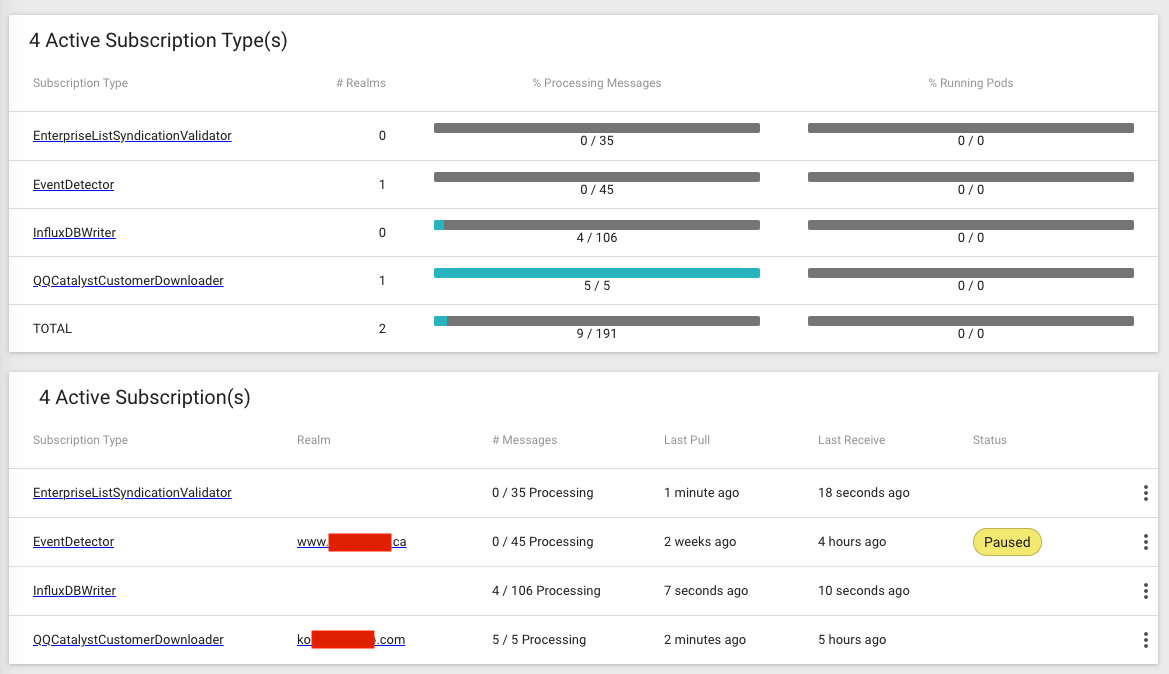 4 Active Subscription Type(s)
Subscription Type # Realms % Processing Messages % Running Pods
EnterpriseListSyndicationValidator 0 0 / 35 0 / 0
EventDetector 1 0 / 45 0 / 0
InfluxDBWriter 0 4 / 106 0 / 0
QQCatalystCustomerDownloader 1 5 / 5 0 / 0
TOTAL 2 9 / 191 0 / 0
4 Active Subscription(s)
Subscription Type Realm # Messages Last Pull Last Receive Status
EnterpriseListSyndicationValidator 0 / 35 Processing 1 minute ago 18 seconds ago
EventDetector www. ca 0 / 45 Processing 2 weeks ago 4 hours ago Paused
InfluxDBWriter 4 / 106 Processing 7 seconds ago 10 seconds ago
QQCatalystCustomerDownloader ko .com 5 / 5 Processing 2 minutes ago 5 hours ago